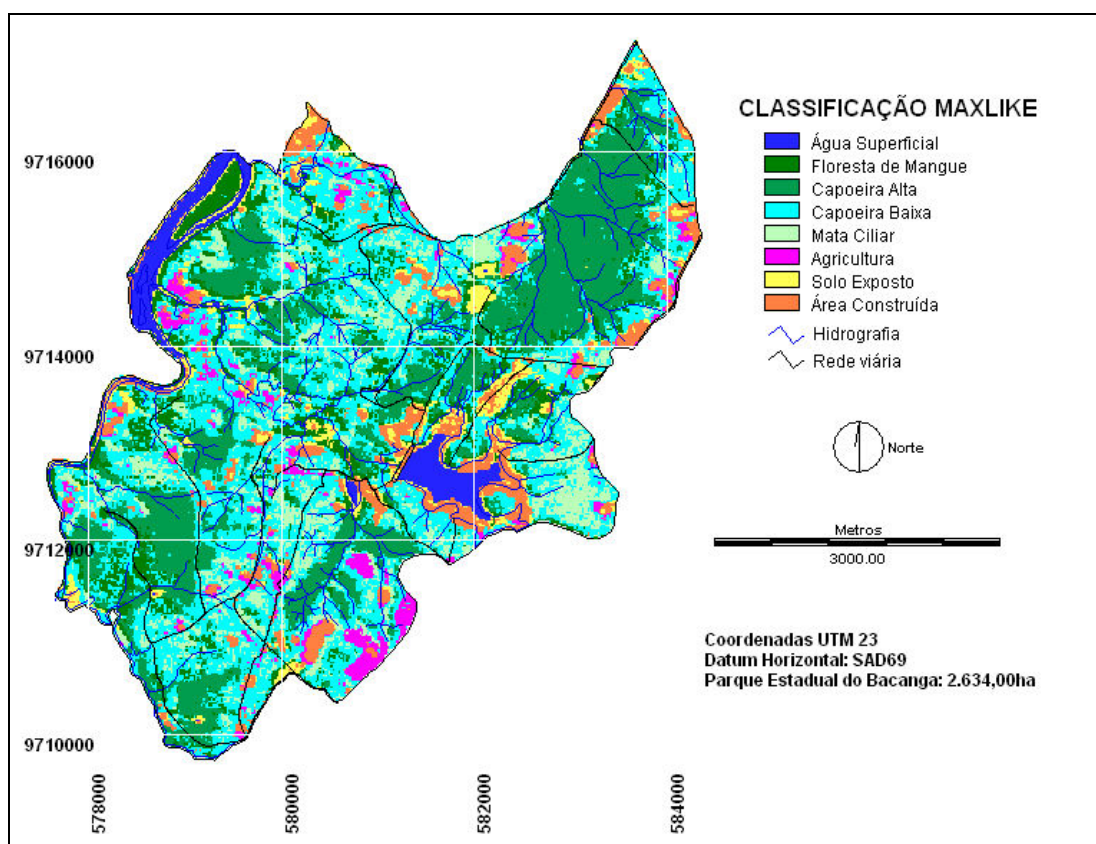 CLASSIFICAÇÃO MAXLIKE
Água Superficial
Floresta de Mangue
Capoeira Alta
Capoeira Baixa
Mata Ciliar
Agricultura
Solo Exposto
Área Construída
Hidrografia
Rede viária
Norte
Metros
3000.00
Coordenadas UTM 23
Datum Horizontal: SAD69
Parque Estadual do Bacanga: 2.634,00ha
9716000
9714000
9712000
9710000
578000
580000
582000
584000